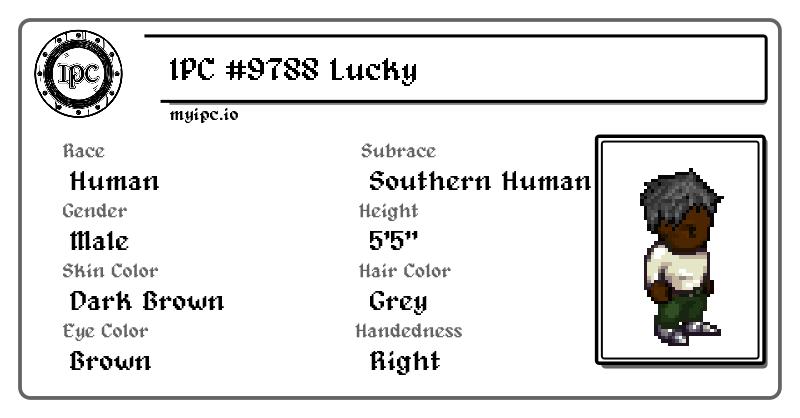 IPC
IPC #9788 Lucky
myipc.io
Race
Human
Gender
Male
Skin Color
Dark Brown
Eye Color
Brown
Subrace
Southern Human
Height
5'5"
Hair Color
Grey
Handedness
Right